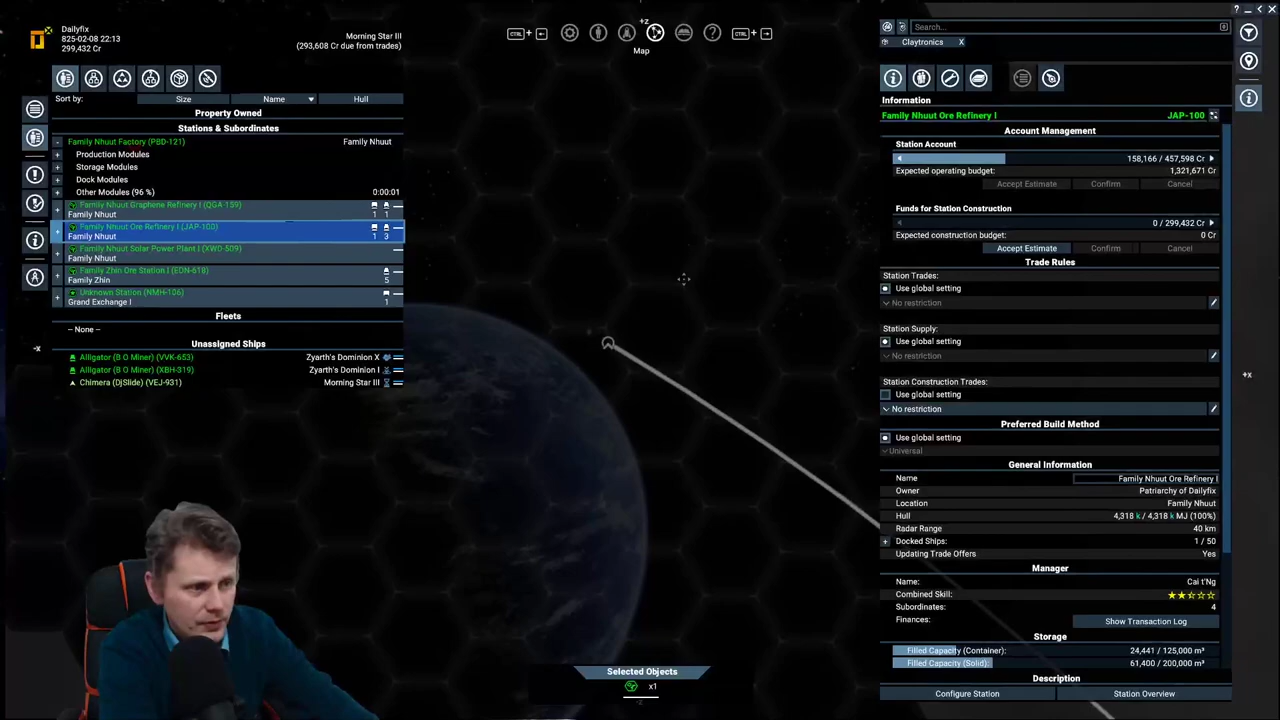 Dailyfix
825-02-08 22:13
299,432 Cr
Morning Star III
(293,608 Cr due from trades)
CTRL +
+Z
CTRL +
Map
Search...
Claytronics X
Sort by: Size Name Hull
Property Owned
Stations & Subordinates
- Family Nhuut Factory (PBD-121) Family Nhuut
+ Production Modules
+ Storage Modules
+ Dock Modules
+ Other Modules (96 %) 0:00:01
+ Family Nhuut Graphene Refinery I (QGA-159)
Family Nhuut 1 1
+ Family Nhuut Ore Refinery I (JAP-100)
Family Nhuut 1 3
+ Family Nhuut Solar Power Plant I (XWD-509)
Family Nhuut
+ Family Zhin Ore Station I (EDN-618)
Family Zhin 5
+ Unknown Station (NMH-106)
Grand Exchange I 1
Fleets
-- None --
Unassigned Ships
Alligator (B O Miner) (VVK-653) Zyarth's Dominion X
Alligator (B O Miner) (XBH-319) Zyarth's Dominion I
Chimera (DjSlide) (VEJ-931) Morning Star III
-x
+x
Information
Family Nhuut Ore Refinery I JAP-100
Account Management
Station Account
158,166 / 457,598 Cr
Expected operating budget: 1,321,671 Cr
Accept Estimate Confirm Cancel
Funds for Station Construction
0 / 299,432 Cr
Expected construction budget: 0 Cr
Accept Estimate Confirm Cancel
Trade Rules
Station Trades:
Use global setting
No restriction
Station Supply:
Use global setting
No restriction
Station Construction Trades:
Use global setting
No restriction
Preferred Build Method
Use global setting
Universal
General Information
Name Family Nhuut Ore Refinery I
Owner Patriarchy of Dailyfix
Location Family Nhuut
Hull 4,318 k / 4,318 k MJ (100%)
Radar Range 40 km
+ Docked Ships: 1 / 50
Updating Trade Offers Yes
Manager
Name: Cai t'Ng
Combined Skill:
Subordinates: 4
Finances: Show Transaction Log
Storage
Filled Capacity (Container): 24,441 / 125,000 m³
Filled Capacity (Solid): 61,400 / 200,000 m³
Description
Configure Station Station Overview
Selected Objects
x1
-z